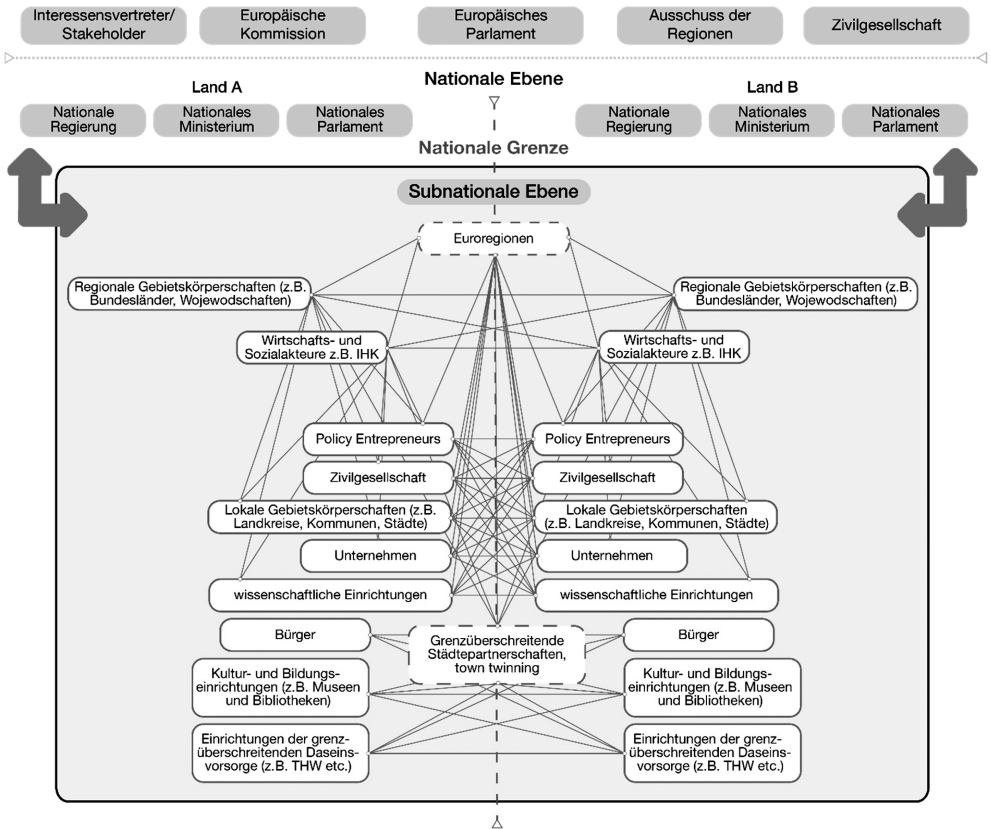 Interessensvertreter/
Stakeholder
Europäische
Kommission
Europäisches
Parlament
Ausschuss der
Regionen
Zivilgesellschaft
Nationale Ebene
Land A
Land B
Nationale
Regierung
Nationales
Ministerium
Nationales
Parlament
Nationale
Regierung
Nationales
Ministerium
Nationales
Parlament
Nationale Grenze
Subnationale Ebene
Euroregionen
Regionale Gebietskörperschaften (z.B.
Bundesländer, Wojewodschaften)
Regionale Gebietskörperschaften (z.B.
Bundesländer, Wojewodschaften)
Wirtschafts- und
Sozialakteure z.B. IHK
Wirtschafts- und
Sozialakteure z.B. IHK
Policy Entrepreneurs
Policy Entrepreneurs
Zivilgesellschaft
Zivilgesellschaft
Lokale Gebietskörperschaften (z.B.
Landkreise, Kommunen, Städte)
Lokale Gebietskörperschaften
(z.B. Landkreise, Kommunen, Städte)
Unternehmen
Unternehmen
wissenschaftliche Einrichtungen
wissenschaftliche Einrichtungen
Bürger
Grenzüberschreitende
Städtepartnerschaften,
town twinning
Bürger
Kultur- und Bildungs-
einrichtungen (z.B. Museen
und Bibliotheken)
Kultur- und Bildungs-
einrichtungen (z.B. Museen
und Bibliotheken)
Einrichtungen der grenz-
überschreitenden Daseins-
vorsorge (z.B. THW etc.)
Einrichtungen der grenz-
überschreitenden Daseins-
vorsorge (z.B. THW etc.)